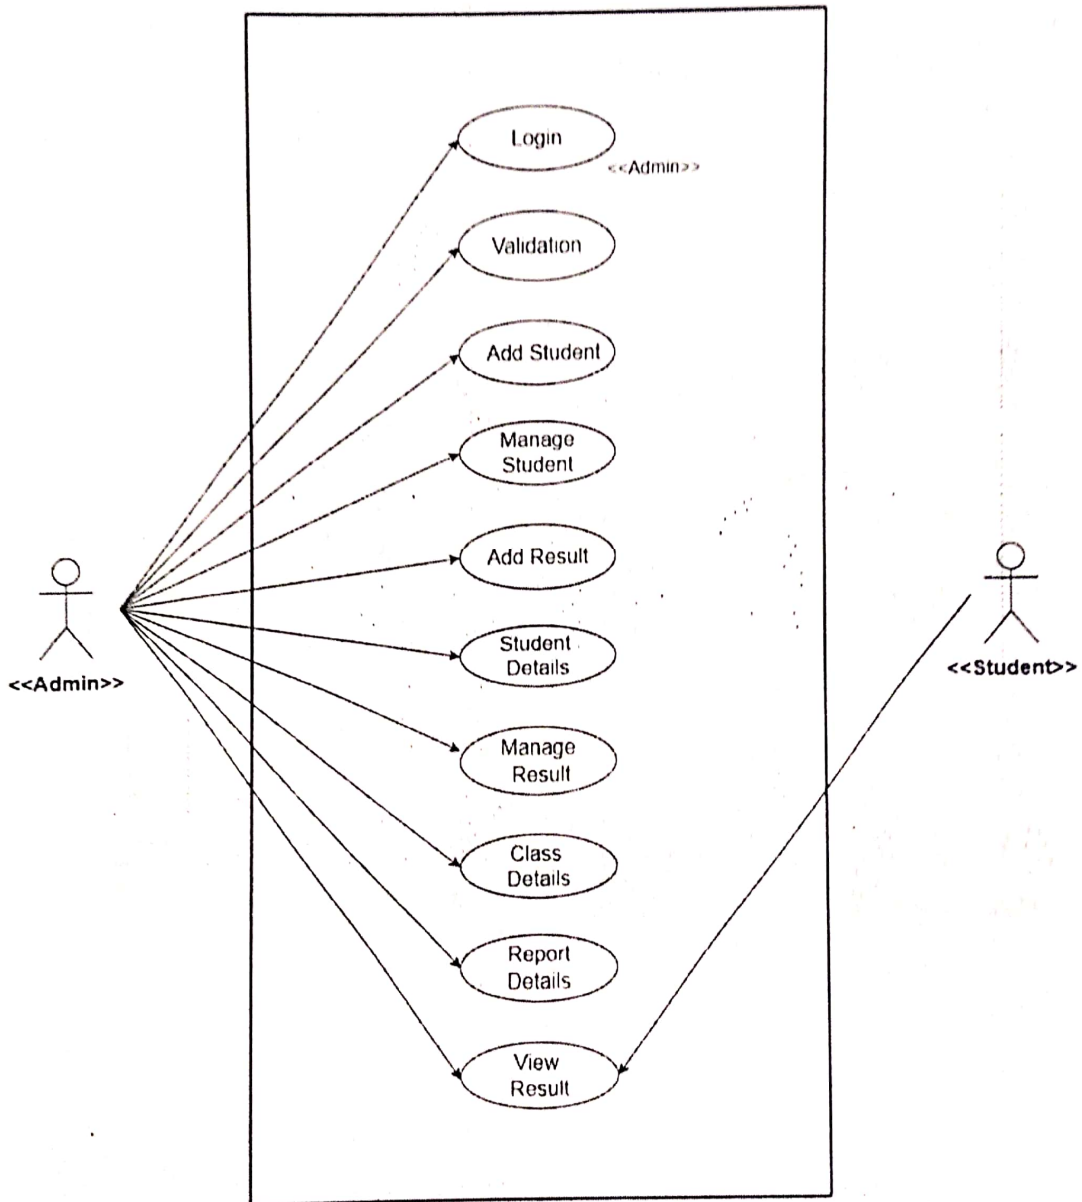 Login
<<Admin>>
Validation
Add Student
Manage
Student
Add Result
Student
Details
<<Admin>>
<<Student>>
Manage
Result
Class
Details
Report
Details
View
Result